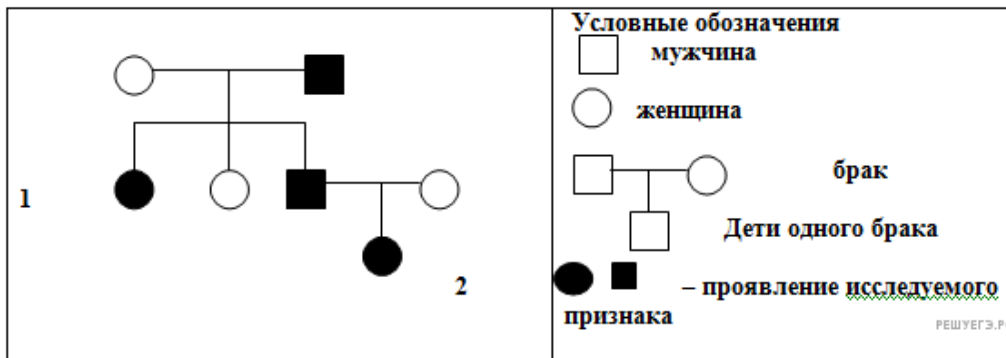 Условные обозначения
мужчина
женщина
брак
Дети одного брака
– проявление исследуемого
признака
1
2